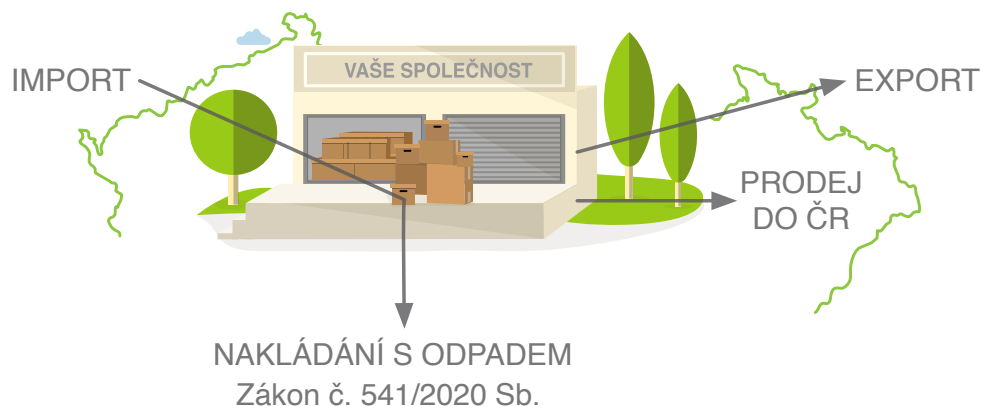 VAŠE SPOLEČNOST
IMPORT
EXPORT
PRODEJ
DO ČR
NAKLÁDÁNÍ S ODPADEM
Zákon č. 541/2020 Sb.